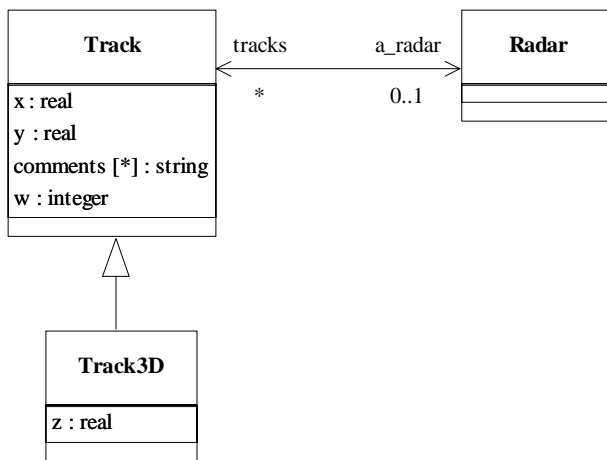 Track
tracks
a_radar
Radar
*
0..1
x : real
y : real
comments [*] : string
w : integer
Track3D
z : real